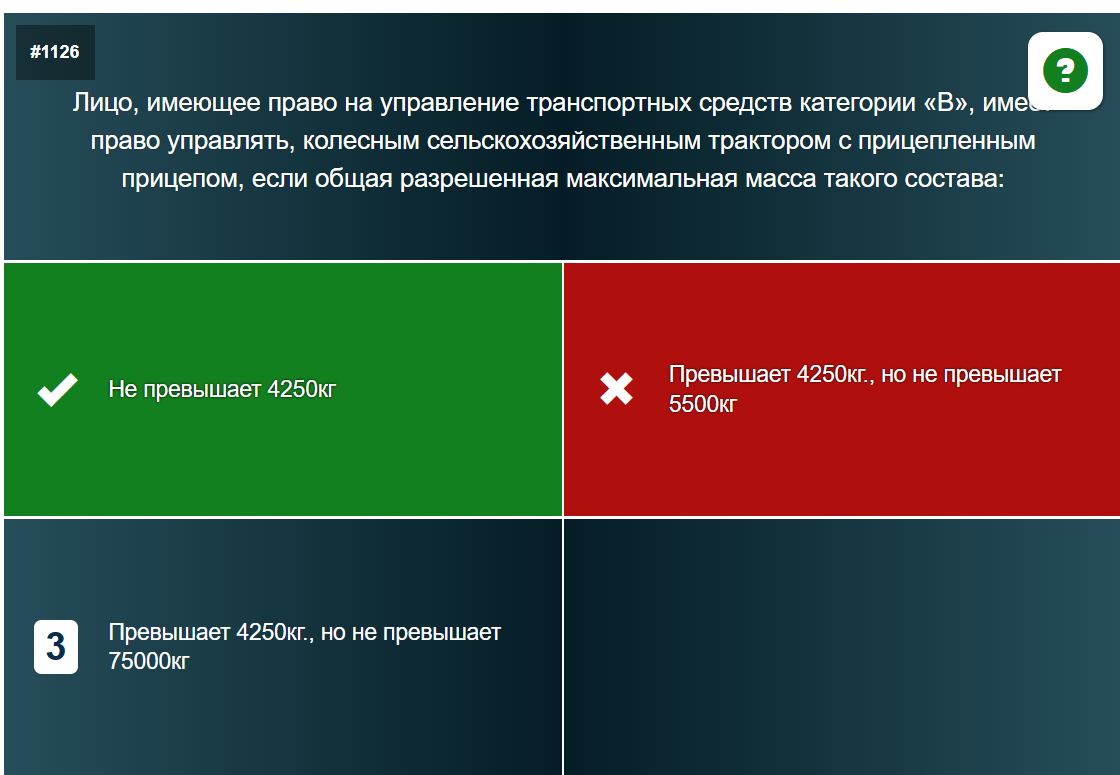 #1126
?
Лицо, имеющее право на управление транспортных средств категории «B», имеет
право управлять, колесным сельскохозяйственным трактором с прицепленным
прицепом, если общая разрешенная максимальная масса такого состава:
Не превышает 4250кг
Превышает 4250кг., но не превышает
5500кг
3
Превышает 4250кг., но не превышает
75000кг